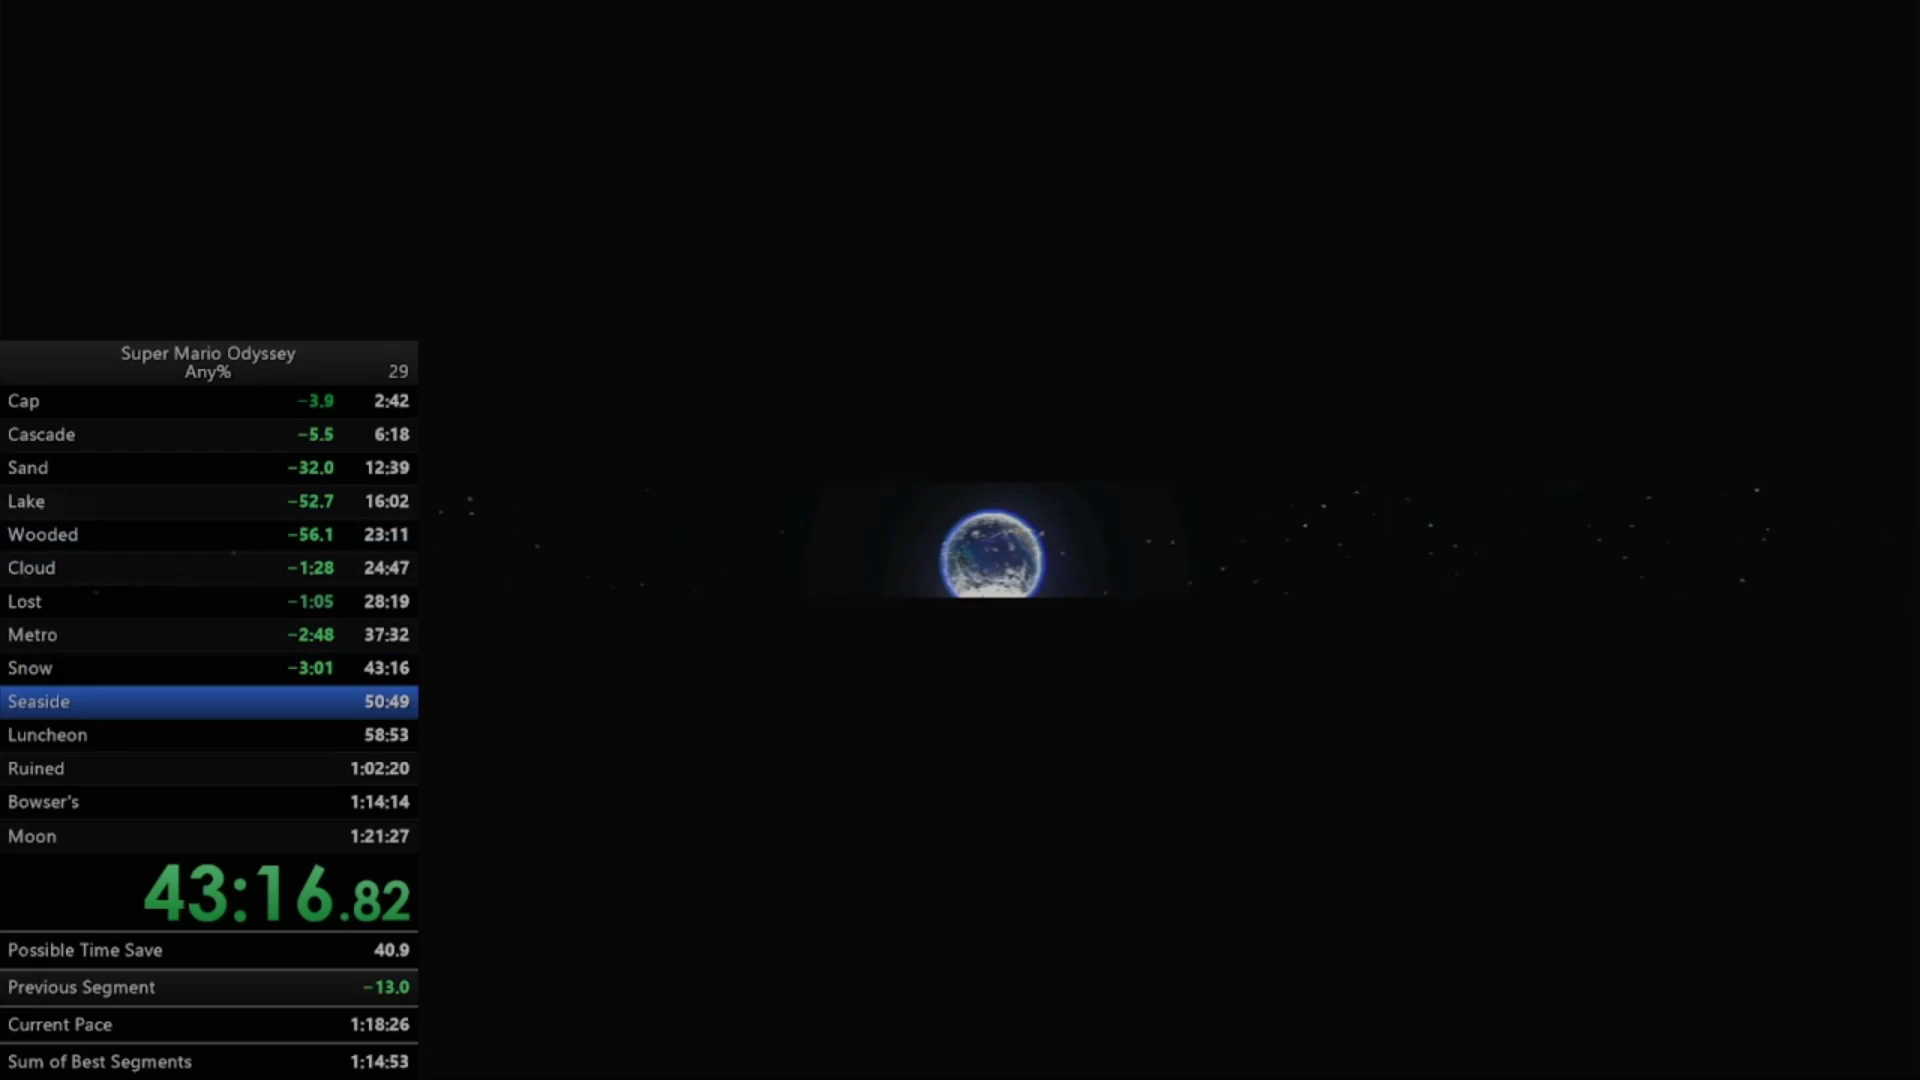 Super Mario Odyssey
Any% 29
Cap −3.9 2:42
Cascade −5.5 6:18
Sand −32.0 12:39
Lake −52.7 16:02
Wooded −56.1 23:11
Cloud −1:28 24:47
Lost −1:05 28:19
Metro −2:48 37:32
Snow −3:01 43:16
Seaside 50:49
Luncheon 58:53
Ruined 1:02:20
Bowser's 1:14:14
Moon 1:21:27
43:16.82
Possible Time Save 40.9
Previous Segment −13.0
Current Pace 1:18:26
Sum of Best Segments 1:14:53